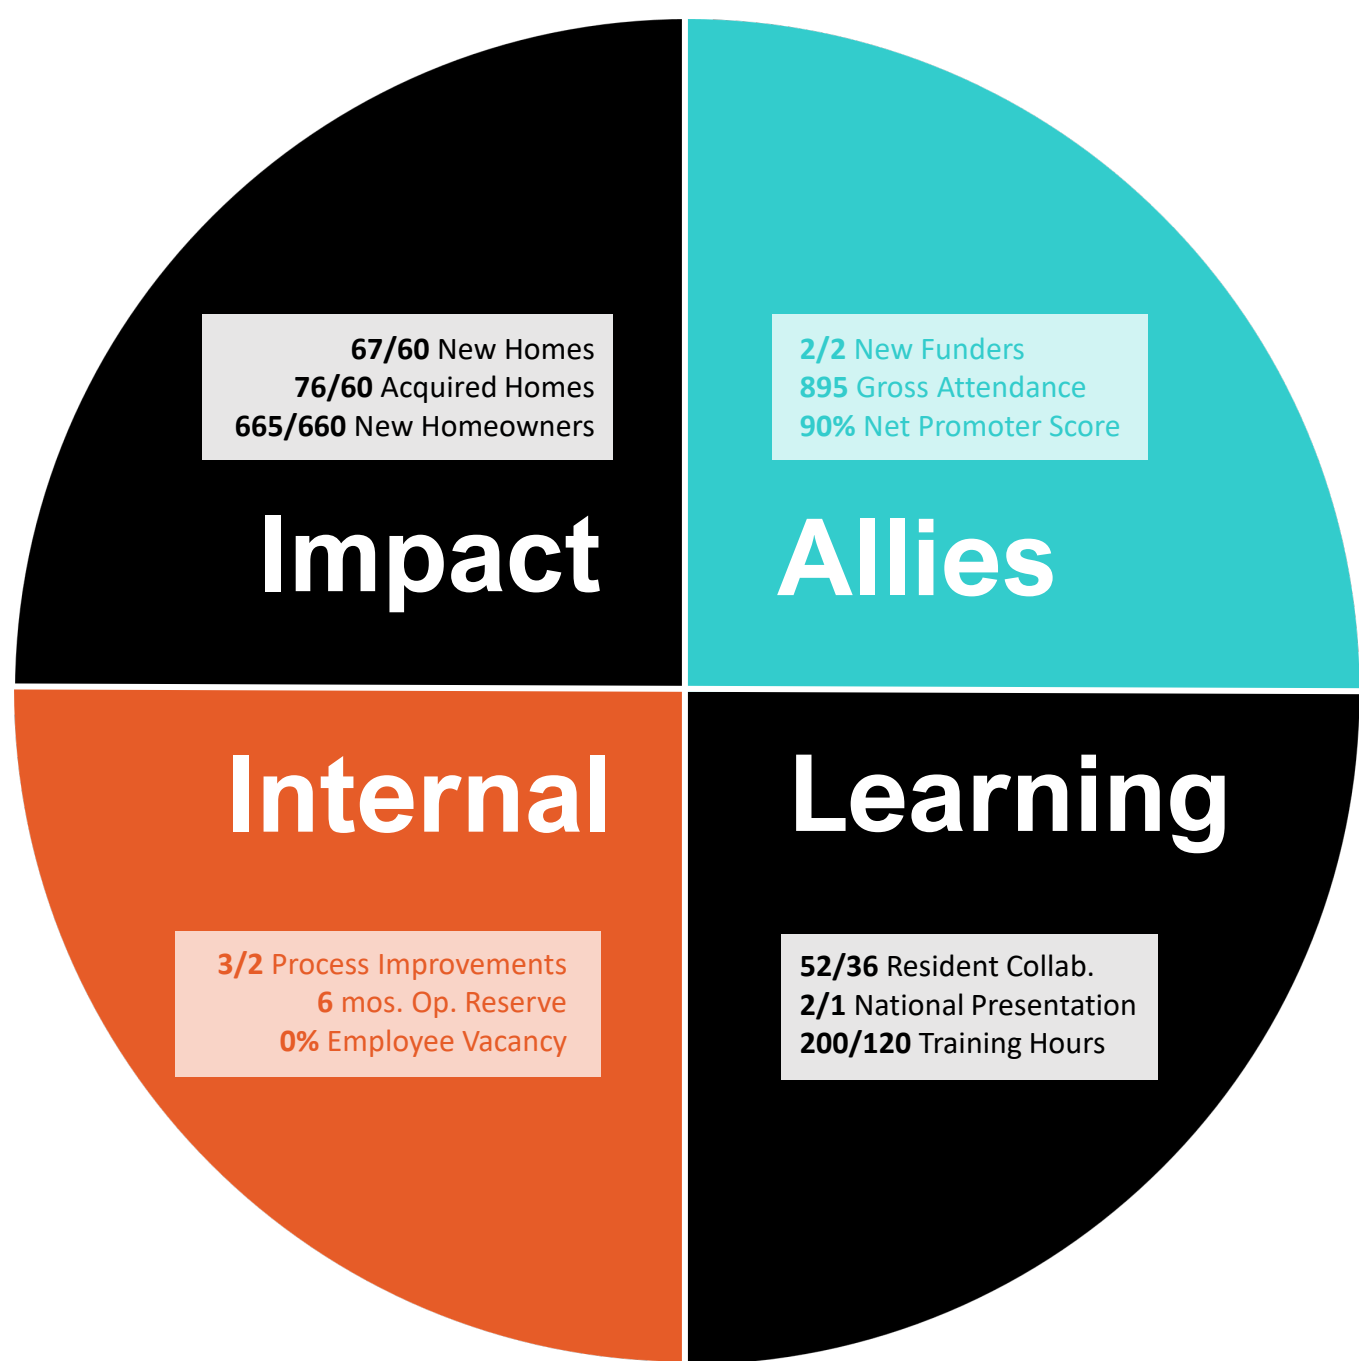 67/60 New Homes
76/60 Acquired Homes
665/660 New Homeowners
Impact
2/2 New Funders
895 Gross Attendance
90% Net Promoter Score
Allies
Internal
3/2 Process Improvements
6 mos. Op. Reserve
0% Employee Vacancy
Learning
52/36 Resident Collab.
2/1 National Presentation
200/120 Training Hours